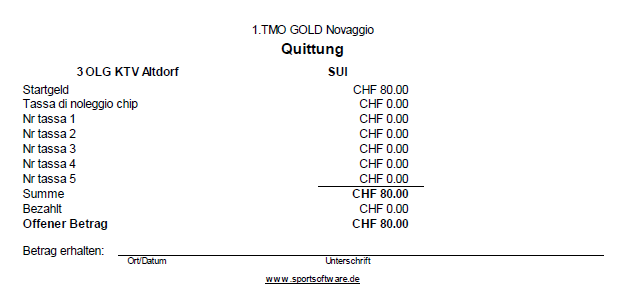 1.TMO GOLD Novaggio
Quittung
3 OLG KTV Altdorf SUI
Startgeld CHF 80.00
Tassa di noleggio chip CHF 0.00
Nr tassa 1 CHF 0.00
Nr tassa 2 CHF 0.00
Nr tassa 3 CHF 0.00
Nr tassa 4 CHF 0.00
Nr tassa 5 CHF 0.00
Summe CHF 80.00
Bezahlt CHF 0.00
Offener Betrag CHF 80.00
Betrag erhalten:
Ort/Datum Unterschrift
www.sportsoftware.de